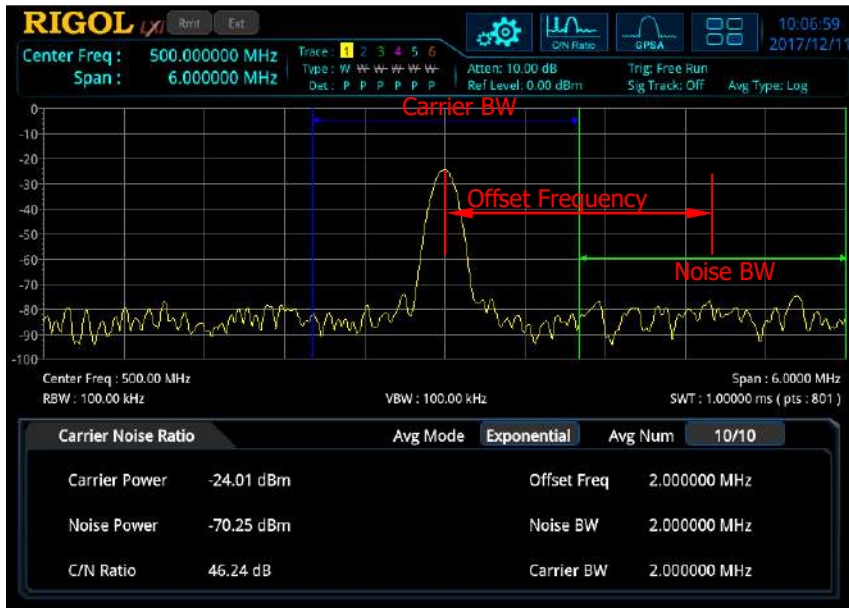 RIGOL LXI Rmt Ext
C/N Ratio GPSA
10:06:59
2017/12/11
Center Freq : 500.000000 MHz
Span : 6.000000 MHz
Trace : 1 2 3 4 5 6
Type : W W W W W W
Det : P P P P P P
Atten: 10.00 dB
Ref Level: 0.00 dBm
Trig: Free Run
Sig Track: Off
Avg Type: Log
Carrier BW
Offset Frequency
Noise BW
0
-10
-20
-30
-40
-50
-60
-70
-80
-90
-100
Center Freq : 500.00 MHz
Span : 6.0000 MHz
RBW : 100.00 kHz
VBW : 100.00 kHz
SWT : 1.00000 ms ( pts : 801 )
Carrier Noise Ratio
Avg Mode Exponential
Avg Num 10/10
Carrier Power -24.01 dBm
Offset Freq 2.000000 MHz
Noise Power -70.25 dBm
Noise BW 2.000000 MHz
C/N Ratio 46.24 dB
Carrier BW 2.000000 MHz